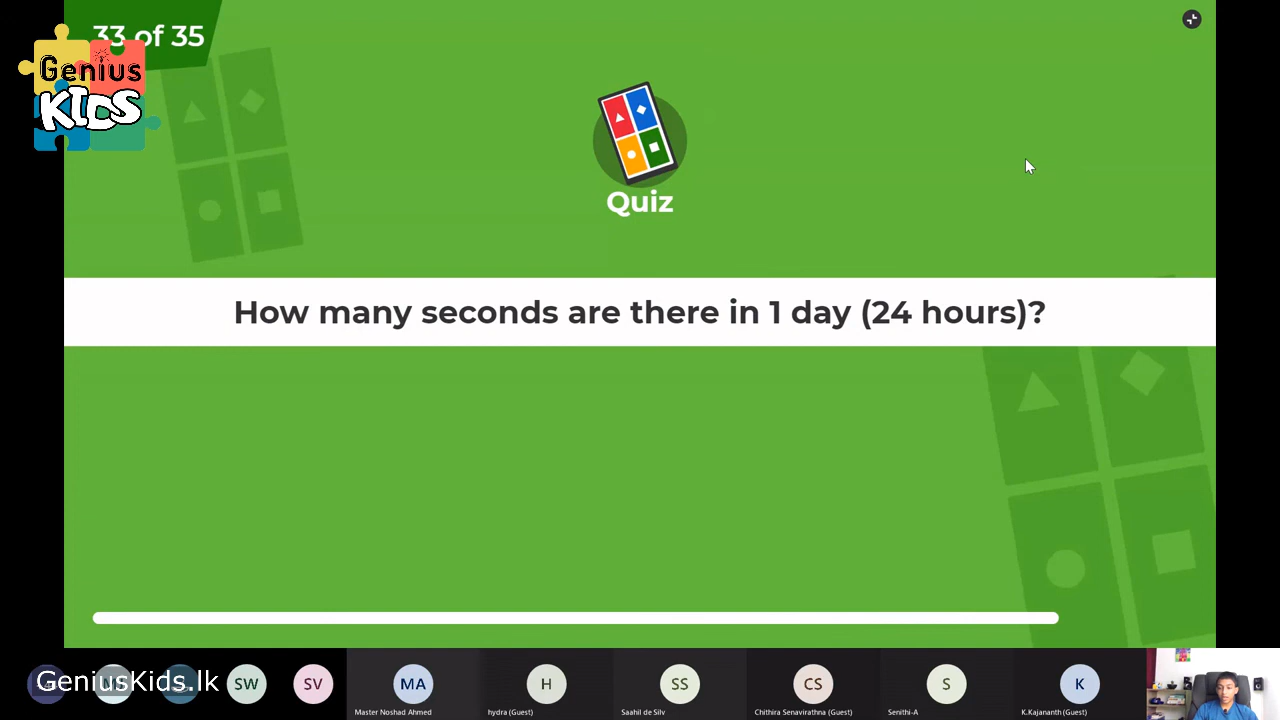 33 of 35
Genius
KIDS
Quiz
How many seconds are there in 1 day (24 hours)?
GeniusKids.lk
SW
SV
MA
H
SS
CS
S
K
Master Noshad Ahmed
hydra (Guest)
Saahil de Silv
Chithira Senavirathna (Guest)
Senithi-A
K.Kajananth (Guest)